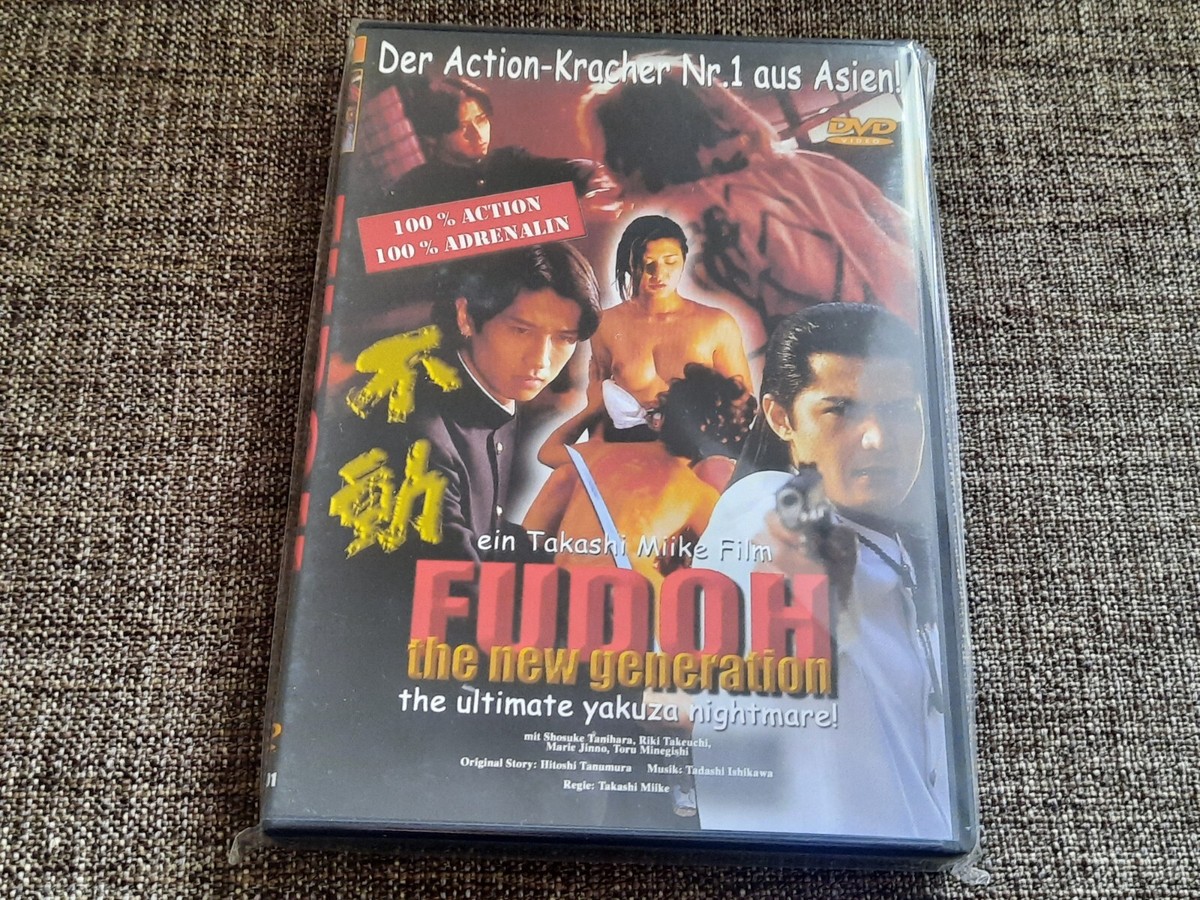 Der Action-Kracher Nr.1 aus Asien!
DVD
VIDEO
100 % ACTION
100 % ADRENALIN
不動
ein Takashi Miike Film
FUDOH
the new generation
the ultimate yakuza nightmare!
mit Shosuke Tanihara, Riki Takeuchi,
Marie Jinno, Toru Minegishi
Original Story: Hitoshi Tanumura Musik: Tadashi Ishikawa
Regie: Takashi Miike